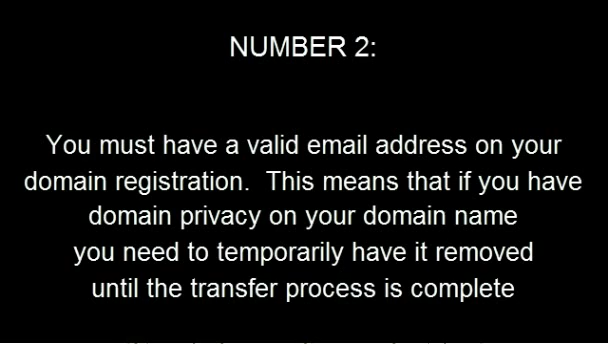 NUMBER 2:
You must have a valid email address on your
domain registration.  This means that if you have
domain privacy on your domain name
you need to temporarily have it removed
until the transfer process is complete